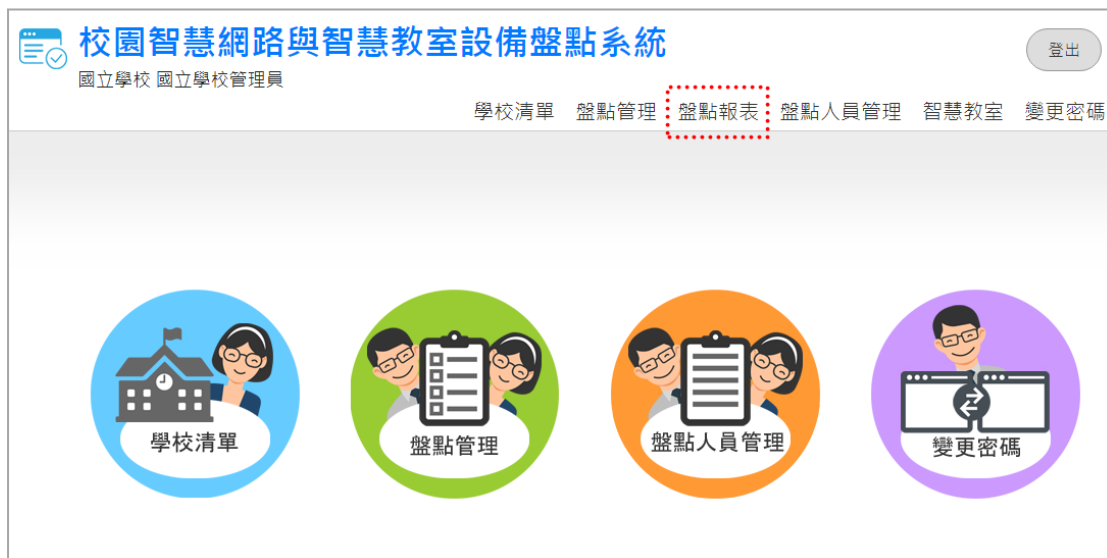 校園智慧網路與智慧教室設備盤點系統
登出
國立學校 國立學校管理員
學校清單 盤點管理 盤點報表 盤點人員管理 智慧教室 變更密碼
學校清單
盤點管理
盤點人員管理
變更密碼